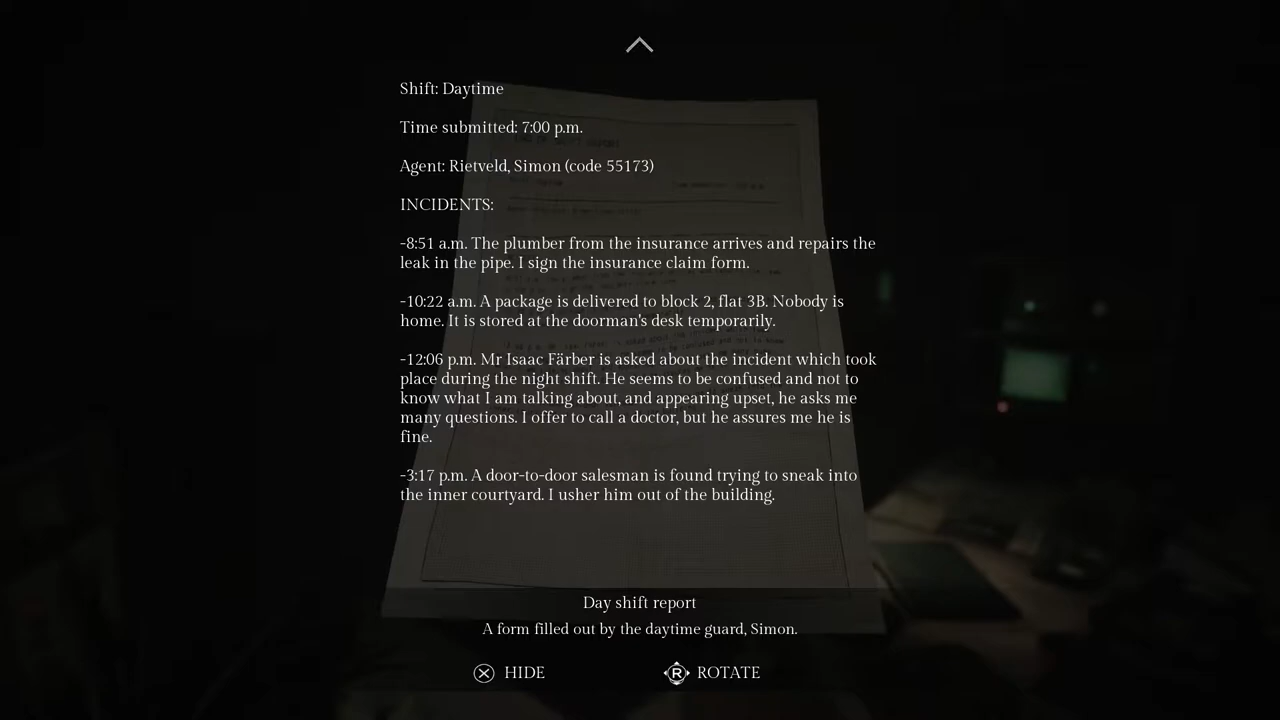 Shift: Daytime
Time submitted: 7:00 p.m.
Agent: Rietveld, Simon (code 55173)
INCIDENTS:
-8:51 a.m. The plumber from the insurance arrives and repairs the
leak in the pipe. I sign the insurance claim form.
-10:22 a.m. A package is delivered to block 2, flat 3B. Nobody is
home. It is stored at the doorman's desk temporarily.
-12:06 p.m. Mr Isaac Färber is asked about the incident which took
place during the night shift. He seems to be confused and not to
know what I am talking about, and appearing upset, he asks me
many questions. I offer to call a doctor, but he assures me he is
fine.
-3:17 p.m. A door-to-door salesman is found trying to sneak into
the inner courtyard. I usher him out of the building.
Day shift report
A form filled out by the daytime guard, Simon.
HIDE
R ROTATE